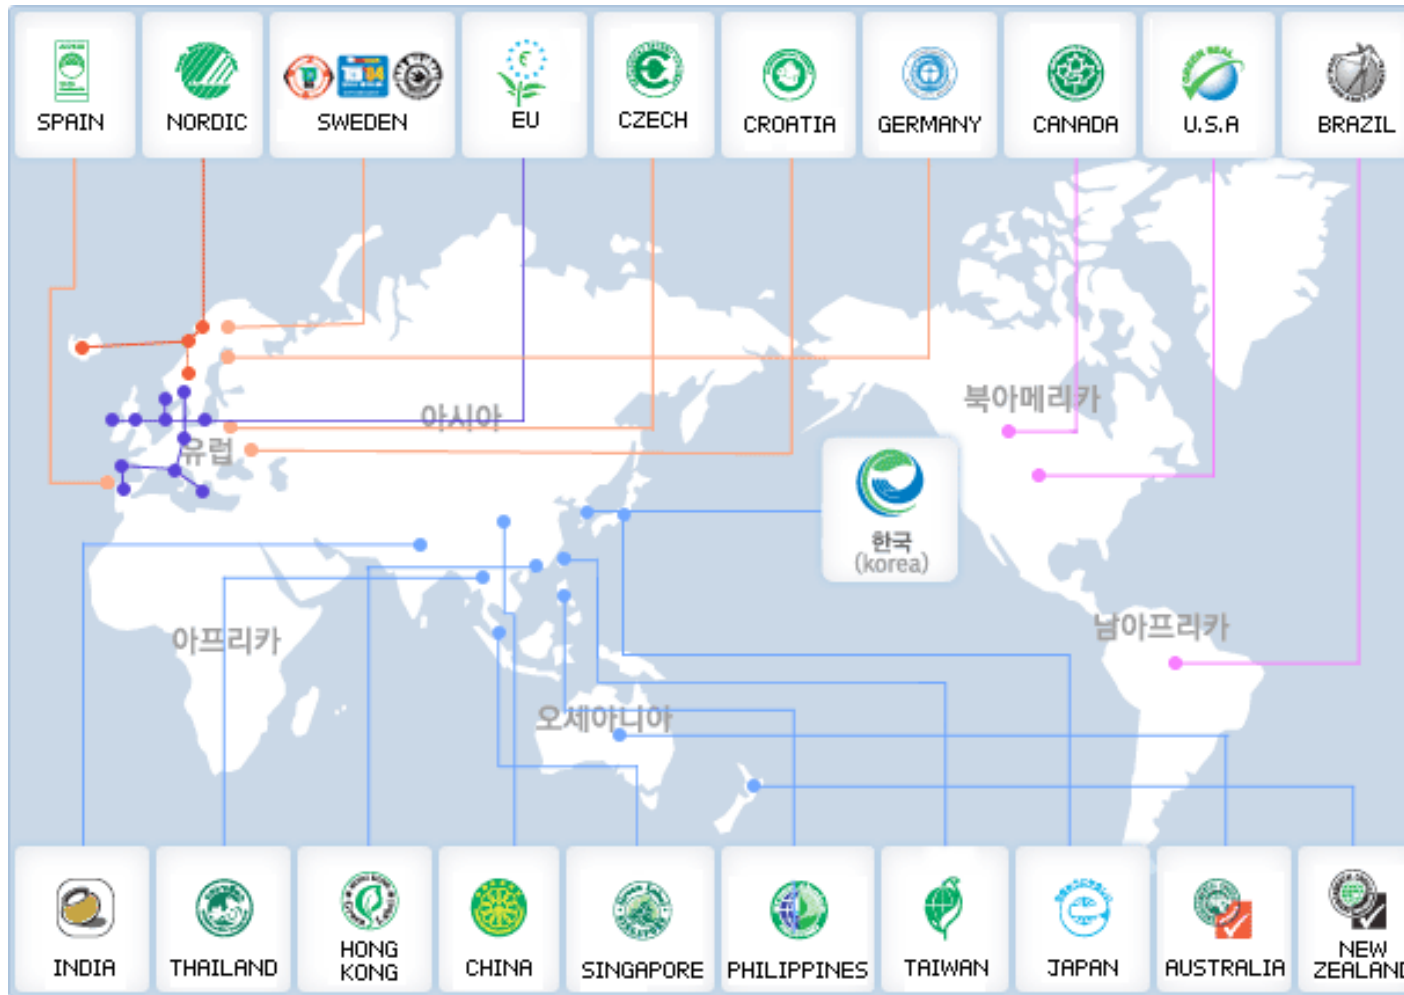 SPAIN
NORDIC
SWEDEN
EU
CZECH
CROATIA
GERMANY
CANADA
U.S.A
BRAZIL
북아메리카
아시아
유럽
한국
(korea)
아프리카
남아프리카
오세아니아
INDIA
THAILAND
HONG
KONG
CHINA
SINGAPORE
PHILIPPINES
TAIWAN
JAPAN
AUSTRALIA
NEW
ZEALAND